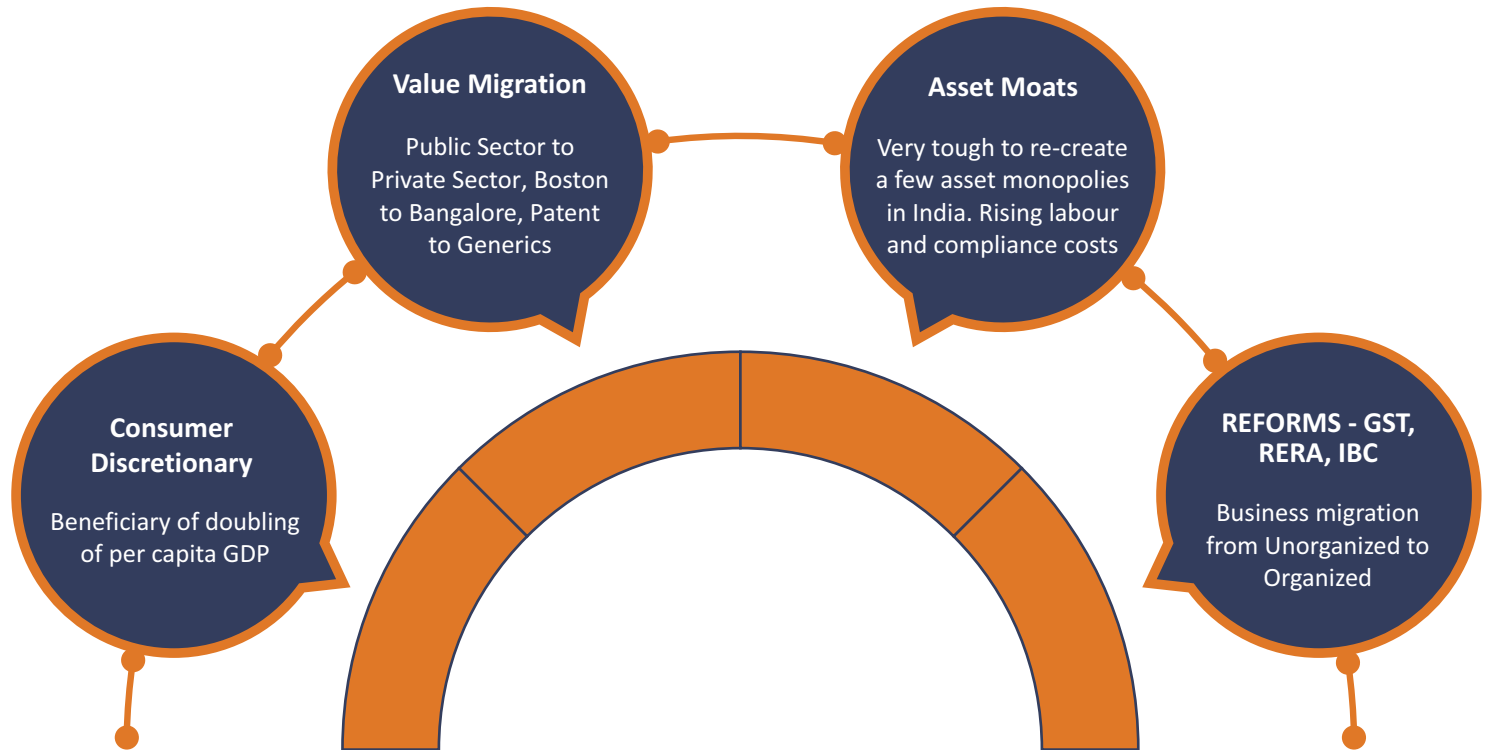 Consumer
Discretionary
Beneficiary of doubling
of per capita GDP
Value Migration
Public Sector to
Private Sector, Boston
to Bangalore, Patent
to Generics
Asset Moats
Very tough to re-create
a few asset monopolies
in India. Rising labour
and compliance costs
REFORMS - GST,
RERA, IBC
Business migration
from Unorganized to
Organized